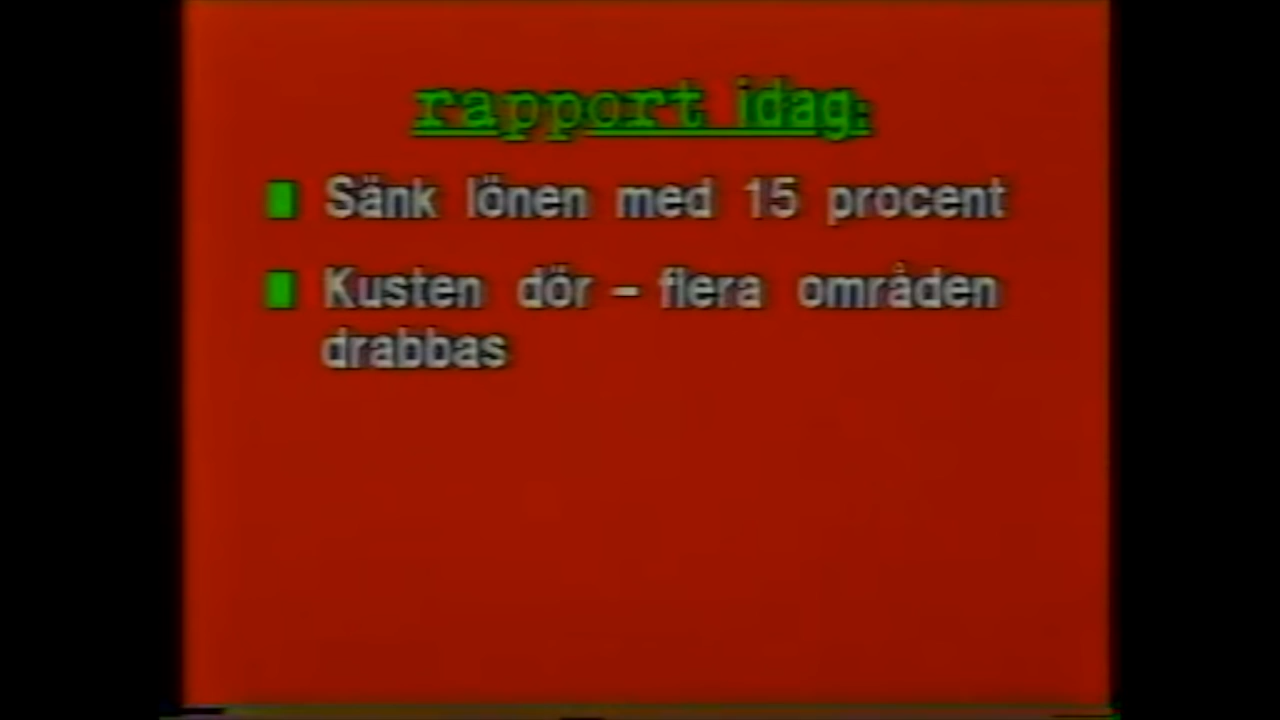 rapport idag:
Sänk lönen med 15 procent
Kusten dör – flera områden
drabbas